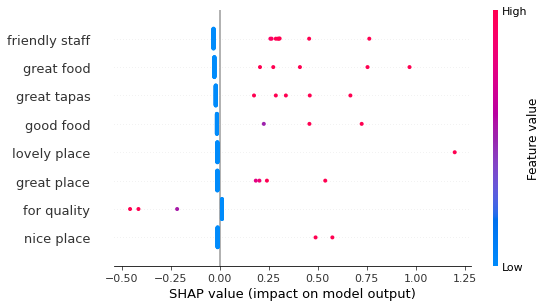 High
friendly staff
great food
great tapas
good food
lovely place
great place
for quality
nice place
Feature value
Low
−0.50 −0.25 0.00 0.25 0.50 0.75 1.00 1.25
SHAP value (impact on model output)